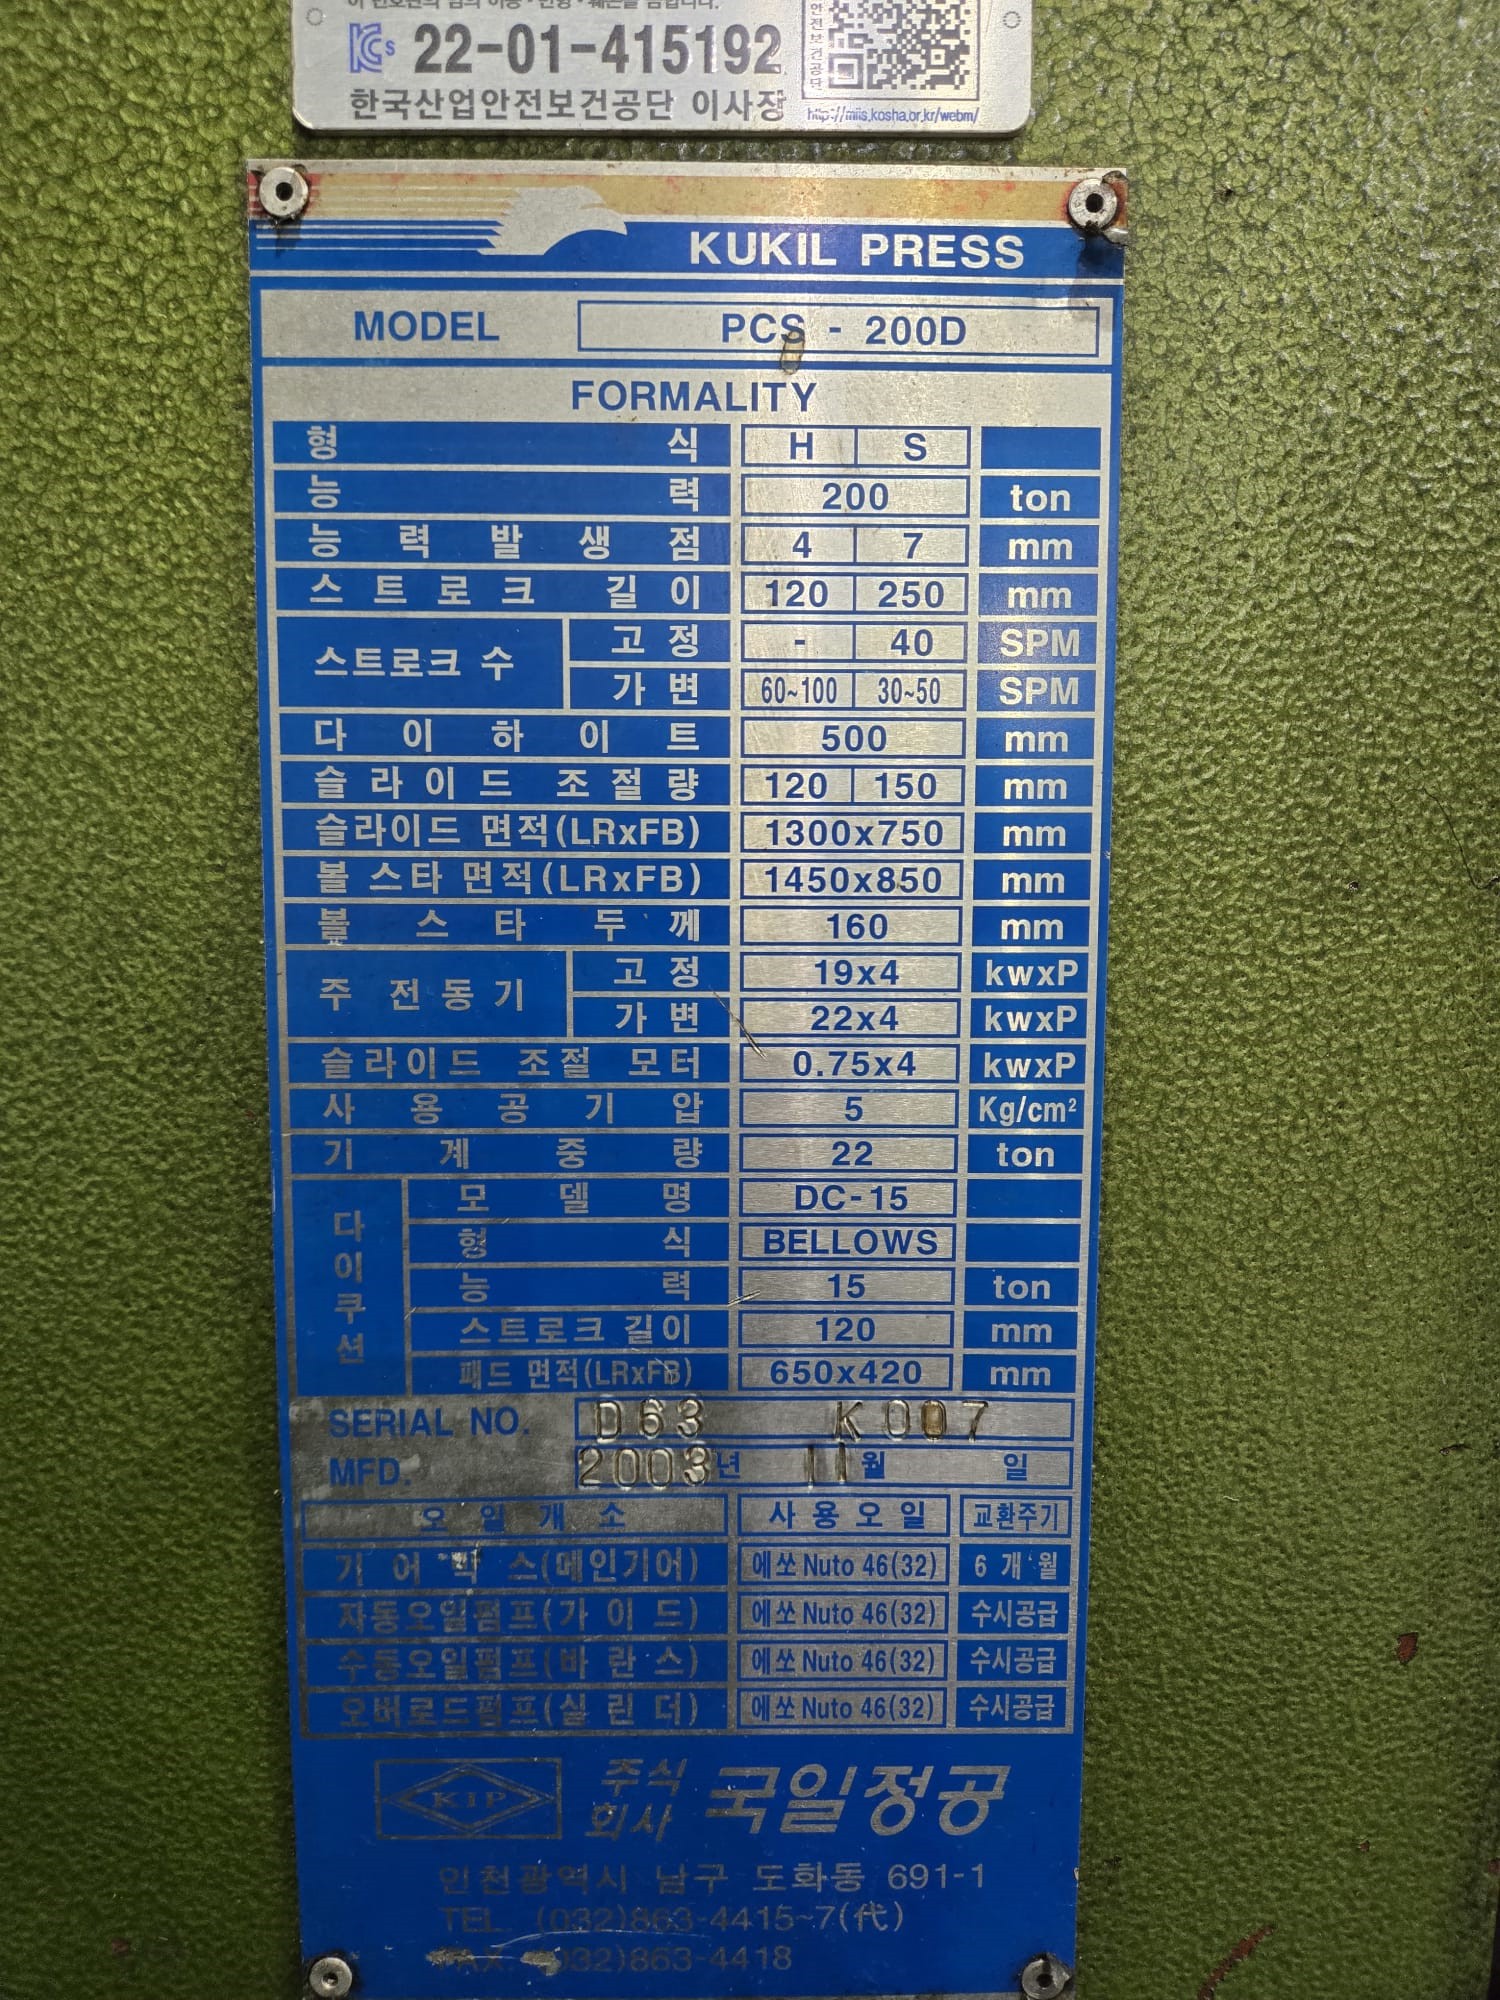 22-01-415192
한국산업안전보건공단 이사장
안전보건공단
http://miis.kosha.or.kr/webm/
KUKIL PRESS
MODEL PCS - 200D
FORMALITY
형 식 H S
능 력 200 ton
능 력 발 생 점 4 7 mm
스 트 로 크 길 이 120 250 mm
스트로크 수 고 정 - 40 SPM
가 변 60~100 30~50 SPM
다 이 하 이 트 500 mm
슬 라 이 드 조 절 량 120 150 mm
슬라이드 면적(LRxFB) 1300x750 mm
볼 스타 면적(LRxFB) 1450x850 mm
볼 스 타 두 께 160 mm
주 전 동 기 고 정 19x4 kwxP
가 변 22x4 kwxP
슬라이드 조절 모터 0.75x4 kwxP
사 용 공 기 압 5 Kg/cm²
기 계 중 량 22 ton
다이쿠션 모 델 명 DC-15
형 식 BELLOWS
능 력 15 ton
스트로크 길이 120 mm
패드 면적(LRxFB) 650x420 mm
SERIAL NO. D63 K007
MFD. 2003년 11월 일
오 일 개 소 사 용 오 일 교환주기
기 어 박 스(메인기어) 에쏘 Nuto 46(32) 6 개 월
자동오일펌프(가 이 드) 에쏘 Nuto 46(32) 수시공급
수동오일펌프(바 란 스) 에쏘 Nuto 46(32) 수시공급
오버로드펌프(실 린 더) 에쏘 Nuto 46(32) 수시공급
KIP 주식회사 국일정공
인천광역시 남구 도화동 691-1
TEL. (032)863-4415~7(代)
FAX. (032)863-4418